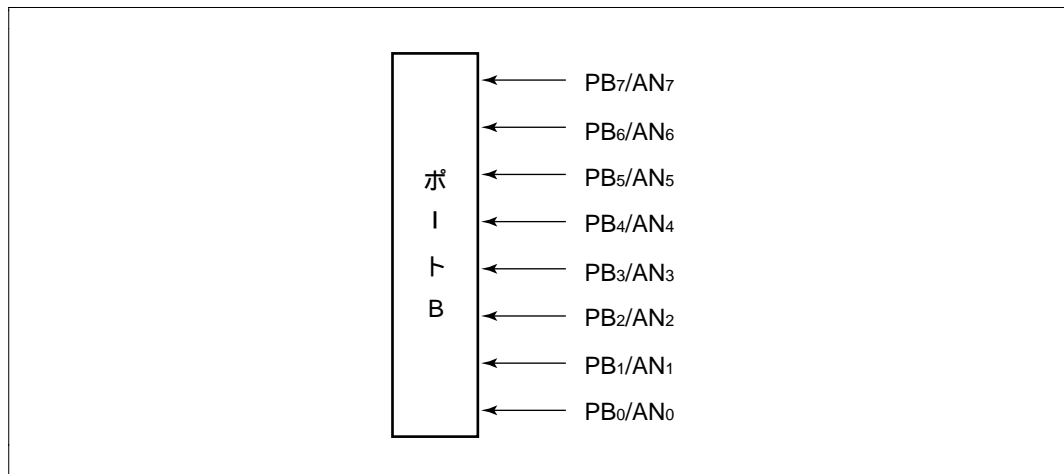 ポートB
PB7/AN7
PB6/AN6
PB5/AN5
PB4/AN4
PB3/AN3
PB2/AN2
PB1/AN1
PB0/AN0